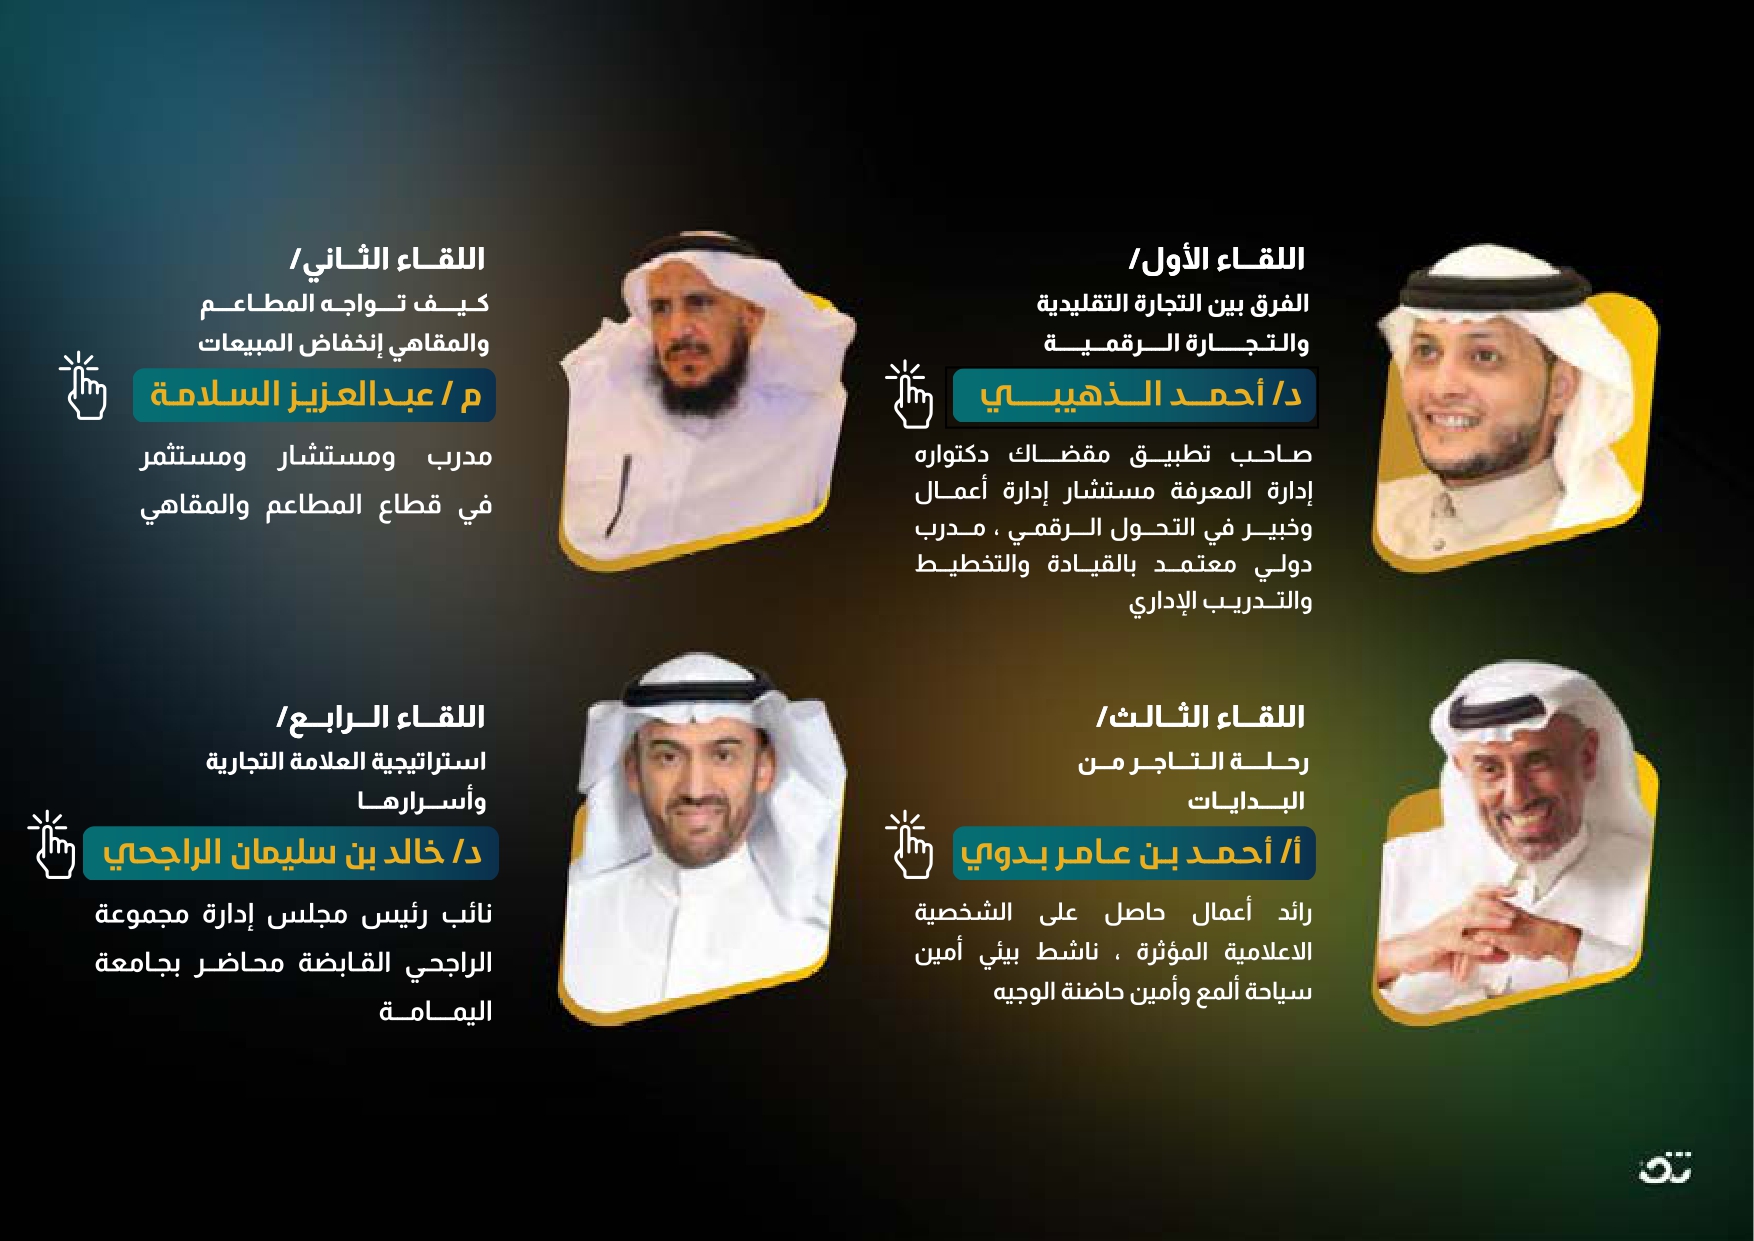 اللقاء الأول/
الفرق بين التجارة التقليدية
والتجارة الرقمية
د/ أحمد الذهيبي
صاحب تطبيق مقضاك دكتواره
إدارة المعرفة مستشار إدارة أعمال
وخبير في التحول الرقمي ، مدرب
دولي معتمد بالقيادة والتخطيط
والتدريب الإداري
اللقاء الثاني/
كيف تواجه المطاعم
والمقاهي إنخفاض المبيعات
م / عبدالعزيز السلامة
مدرب ومستشار ومستثمر
في قطاع المطاعم والمقاهي
اللقاء الثالث/
رحلة التاجر من
البدايات
أ/ أحمد بن عامر بدوي
رائد أعمال حاصل على الشخصية
الاعلامية المؤثرة ، ناشط بيئي أمين
سياحة ألمع وأمين حاضنة الوجيه
اللقاء الرابع/
استراتيجية العلامة التجارية
وأسرارها
د/ خالد بن سليمان الراجحي
نائب رئيس مجلس إدارة مجموعة
الراجحي القابضة محاضر بجامعة
اليمامة